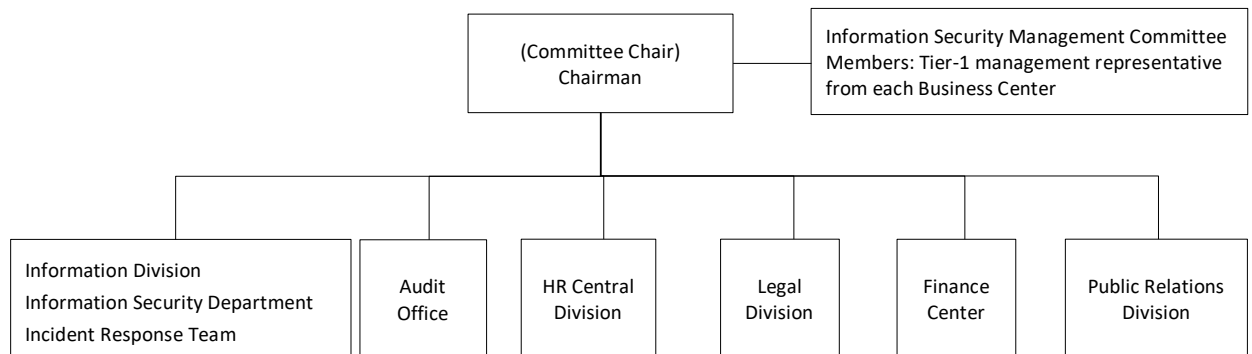 (Committee Chair)
Chairman
Information Security Management Committee
Members: Tier-1 management representative
from each Business Center
Information Division
Information Security Department
Incident Response Team
Audit
Office
HR Central
Division
Legal
Division
Finance
Center
Public Relations
Division